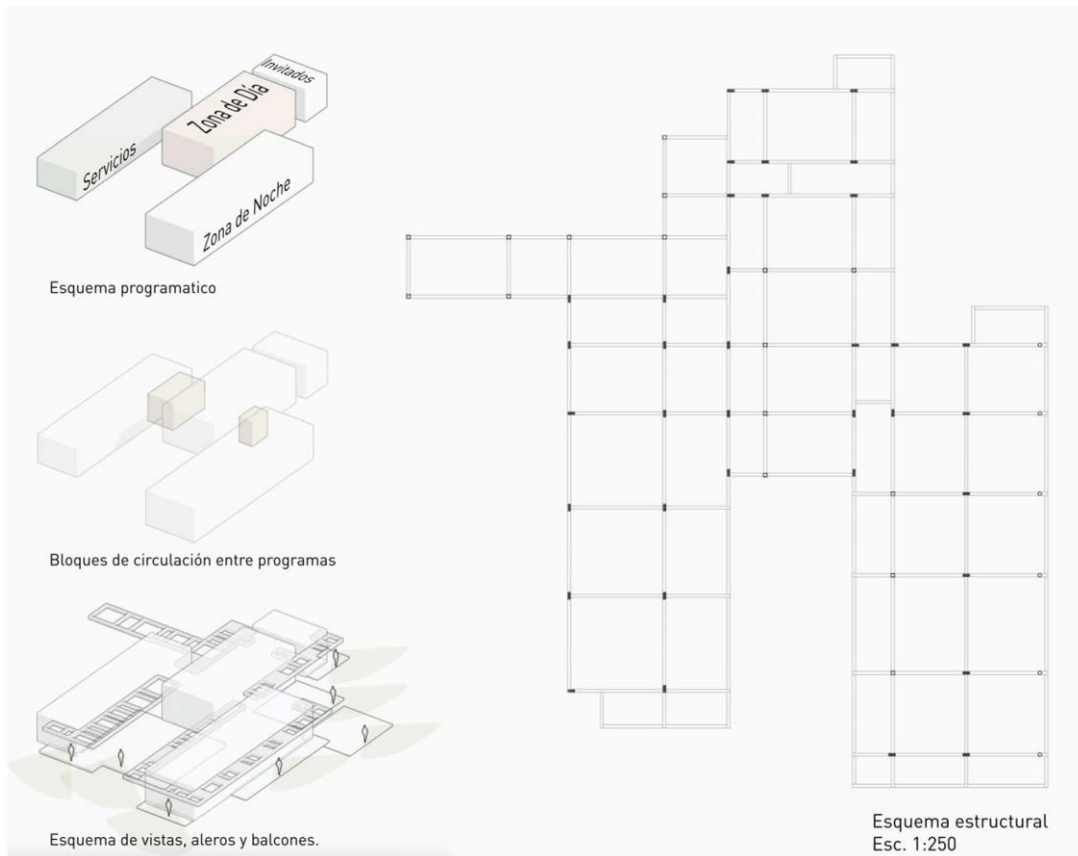 Invitados
Zona de Día
Servicios
Zona de Noche
Esquema programatico
Bloques de circulación entre programas
Esquema de vistas, aleros y balcones.
Esquema estructural
Esc. 1:250